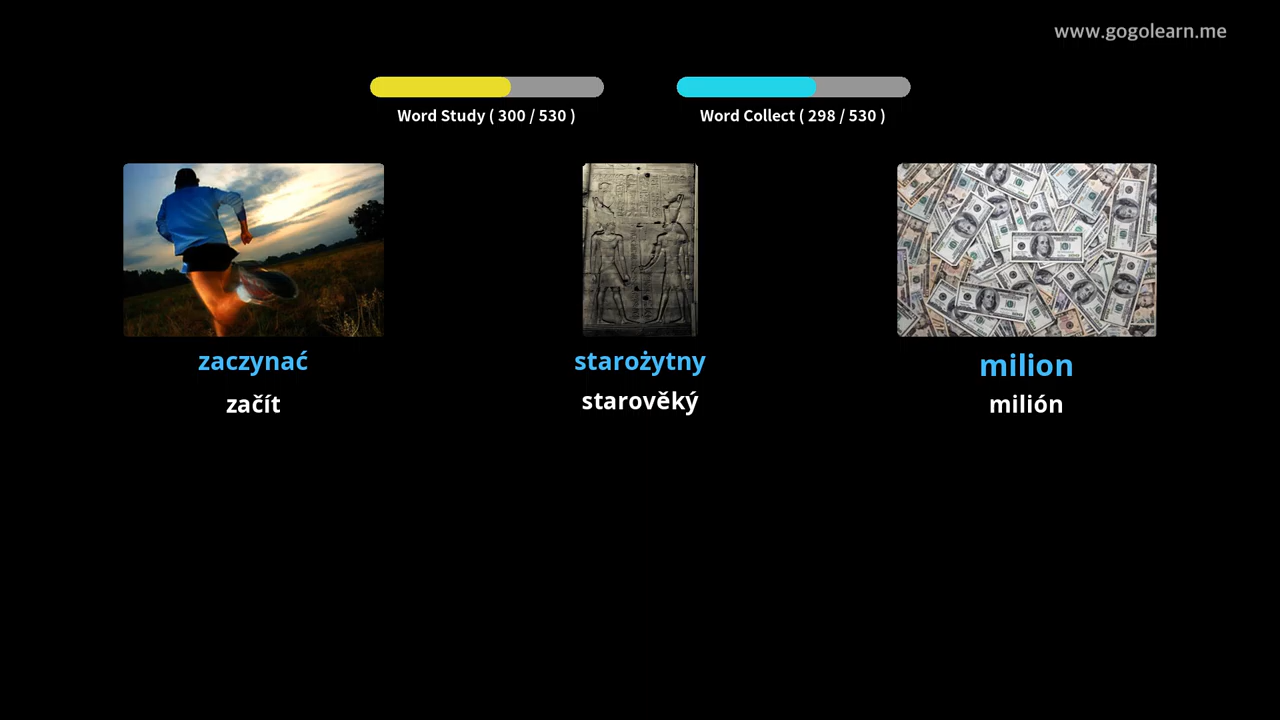 www.gogolearn.me
Word Study ( 300 / 530 )
Word Collect ( 298 / 530 )
zaczynać
začít
starożytny
starověký
milion
milión